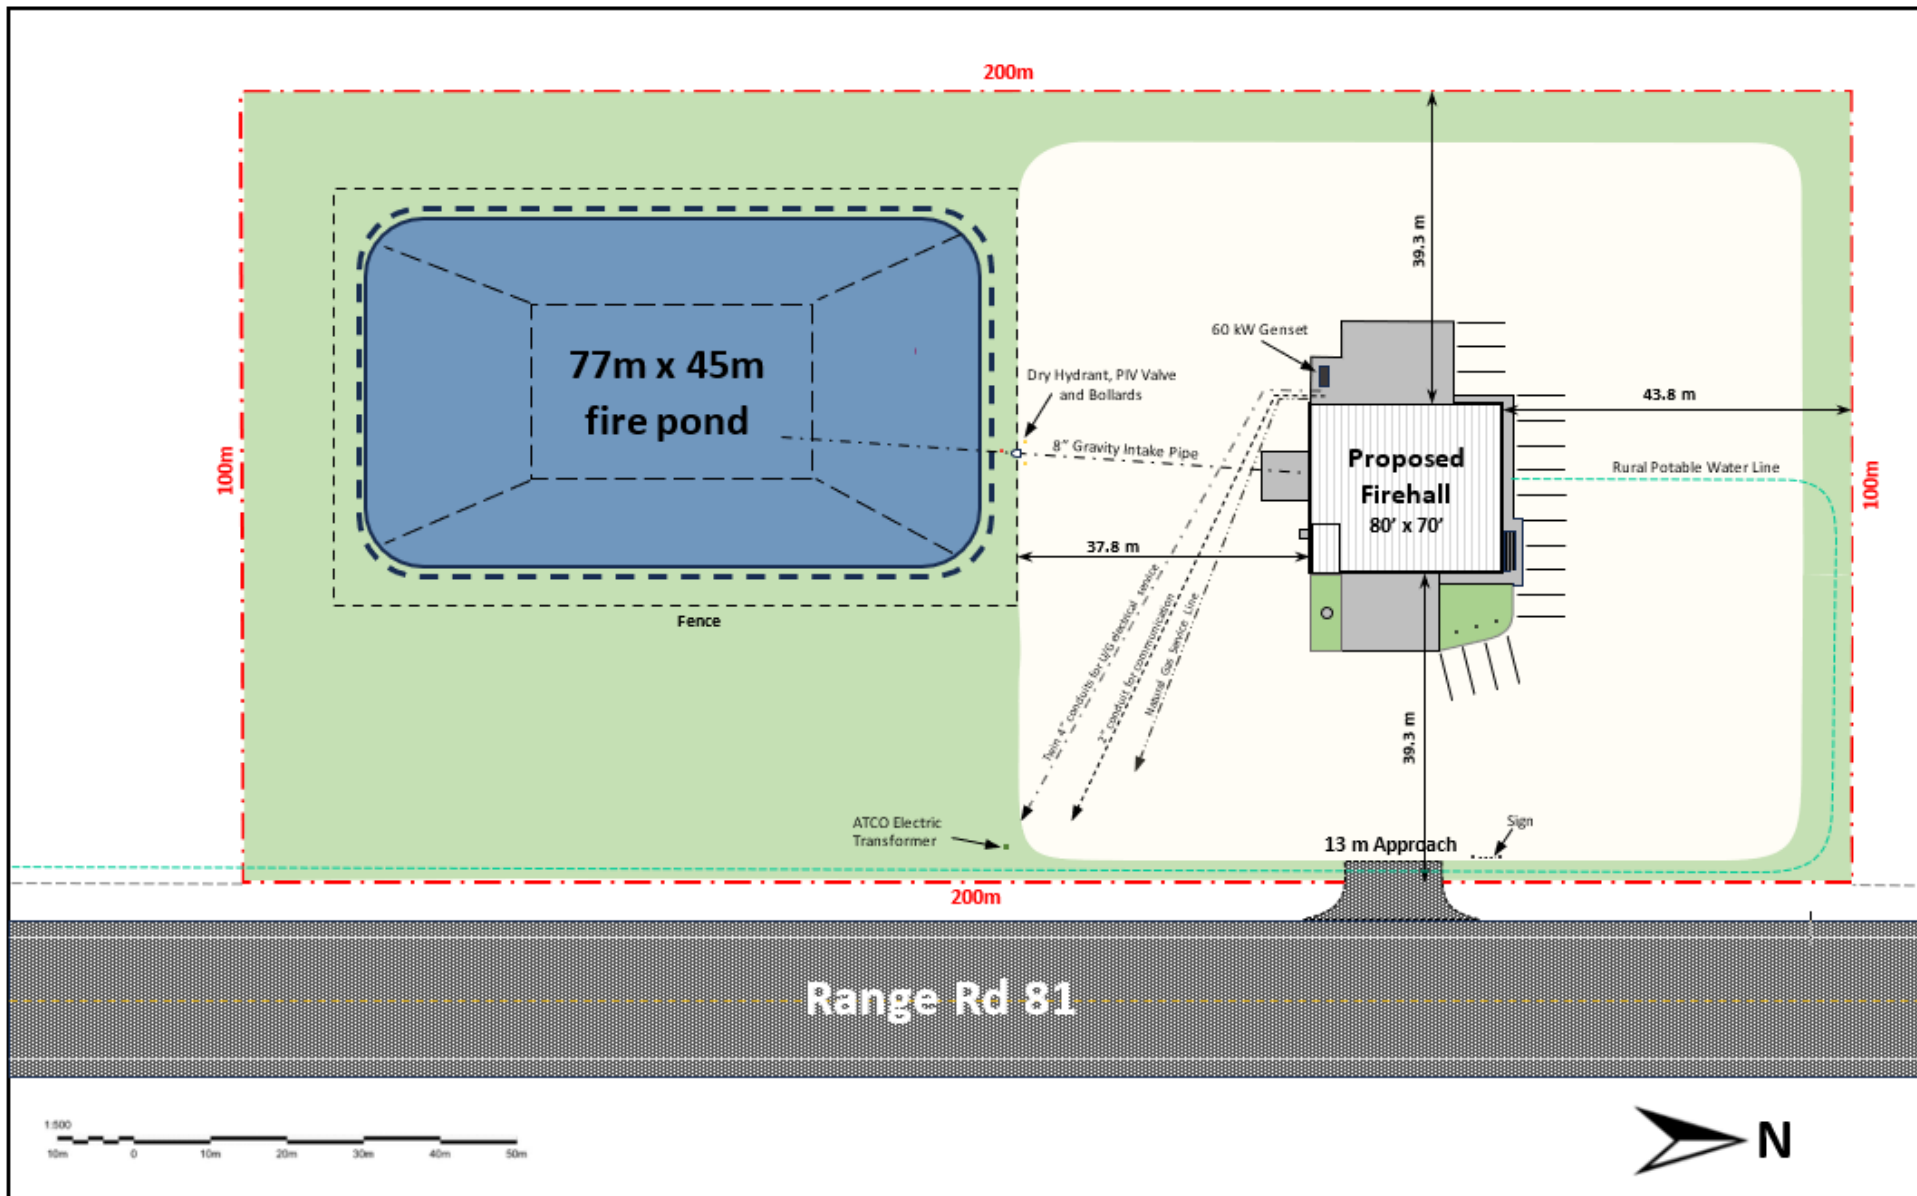 200m
39.3 m
60 kW Genset
77m x 45m
fire pond
Dry Hydrant, PIV Valve
and Bollards
43.8 m
8" Gravity Intake Pipe
Proposed
Firehall
80' x 70'
Rural Potable Water Line
100m
100m
37.8 m
Fence
Twin 4" conduits for U/G electrical service
2" conduit for communication
Natural Gas Service Line
39.3 m
ATCO Electric
Transformer
13 m Approach
Sign
200m
Range Rd 81
1:500
10m 0 10m 20m 30m 40m 50m
N